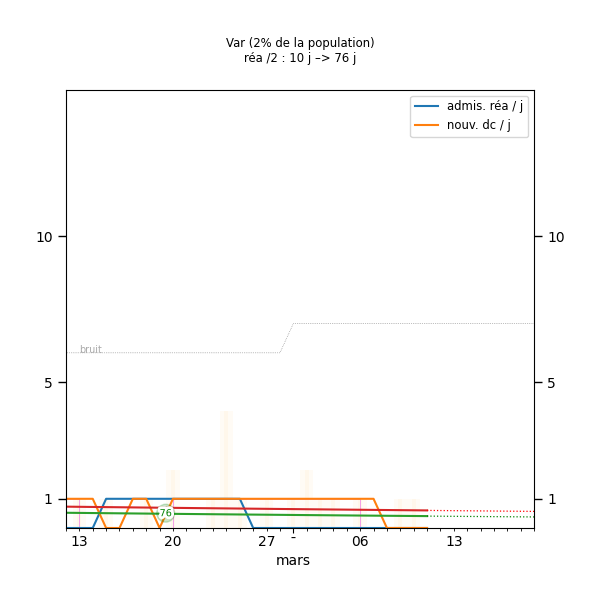 Var (2% de la population)
réa /2 : 10 j –> 76 j
admis. réa / j
nouv. dc / j
10
10
bruit
5
5
1
1
76
13
20
27
-
06
13
mars